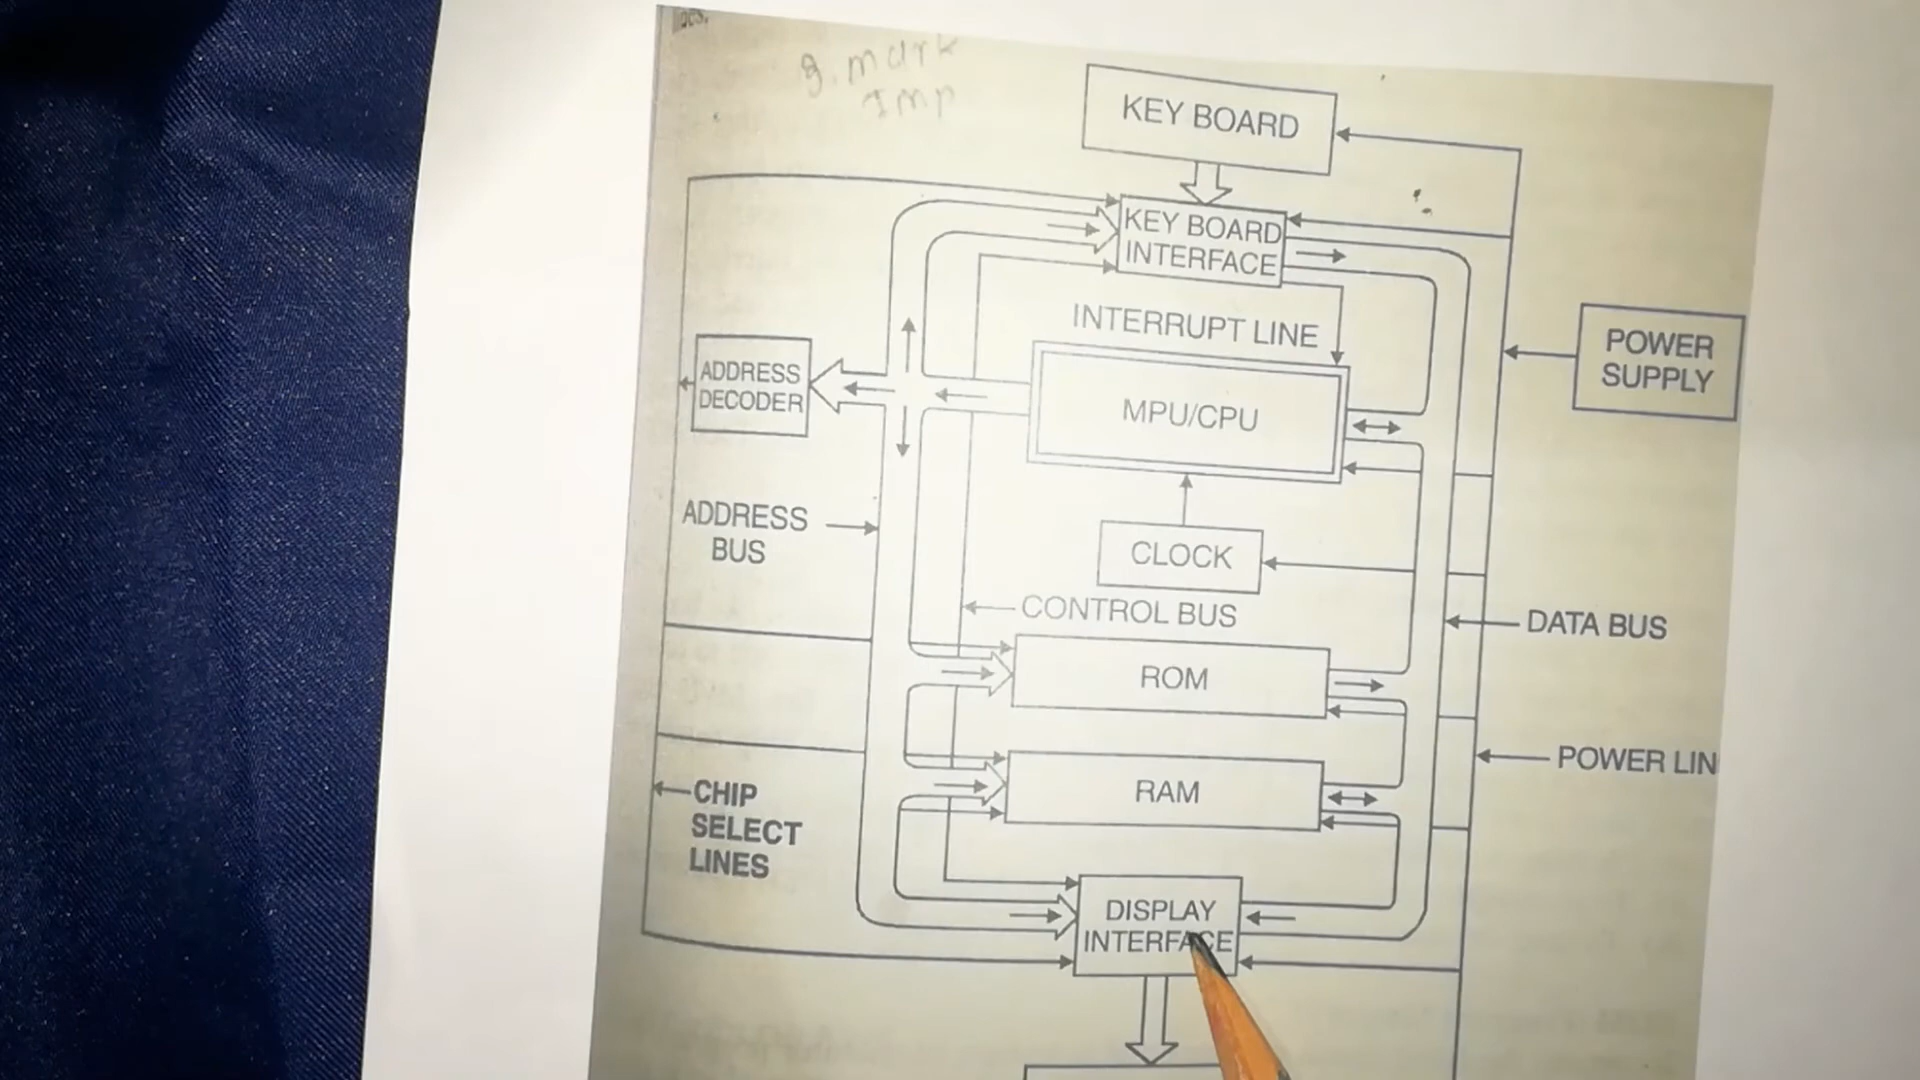 8. mark
Imp
KEY BOARD
KEY BOARD
INTERFACE
INTERRUPT LINE
POWER
SUPPLY
ADDRESS
DECODER
MPU/CPU
ADDRESS
BUS
CLOCK
CONTROL BUS
DATA BUS
ROM
POWER LIN
CHIP
SELECT
LINES
RAM
DISPLAY
INTERFACE